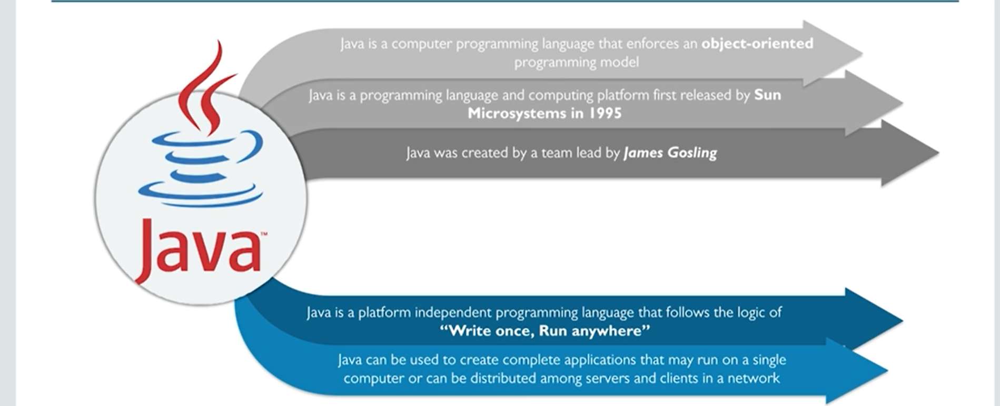 Java is a computer programming language that enforces an object-oriented
programming model
Java is a programming language and computing platform first released by Sun
Microsystems in 1995
Java was created by a team lead by James Gosling
Java™
Java is a platform independent programming language that follows the logic of
“Write once, Run anywhere”
Java can be used to create complete applications that may run on a single
computer or can be distributed among servers and clients in a network